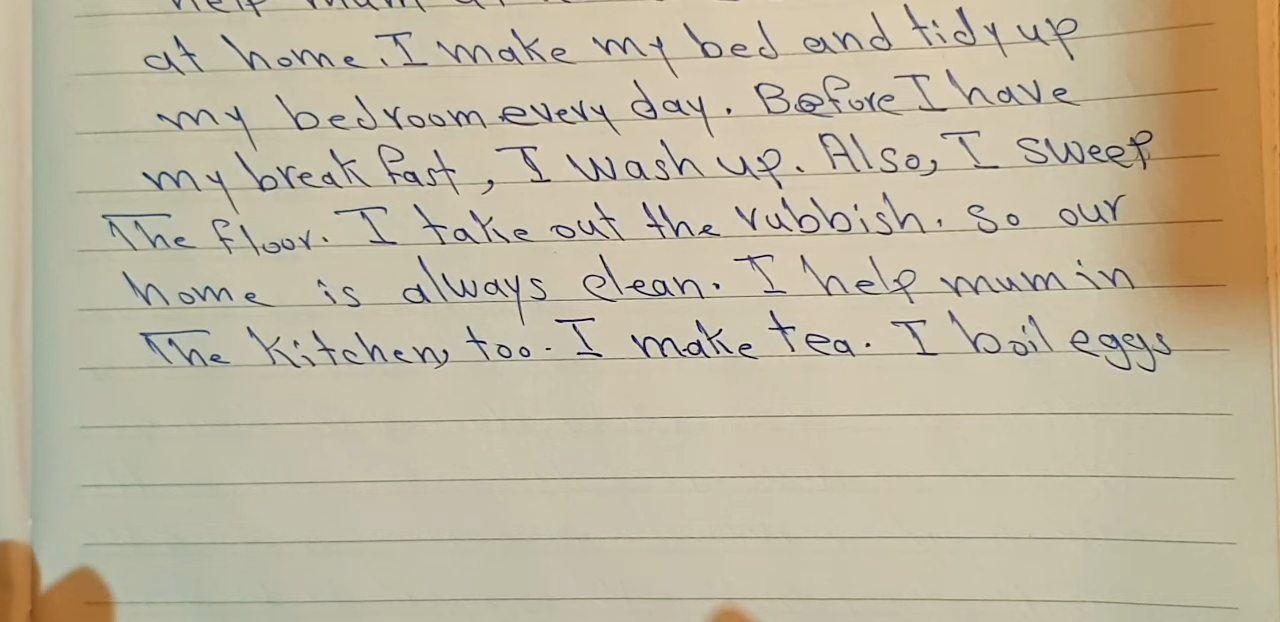 help mum
at home. I make my bed and tidy up
my bedroom every day. Before I have
my breakfast, I wash up. Also, I sweep
The floor. I take out the rubbish. So our
home is always clean. I help mum in
The kitchen, too. I make tea. I boil eggs